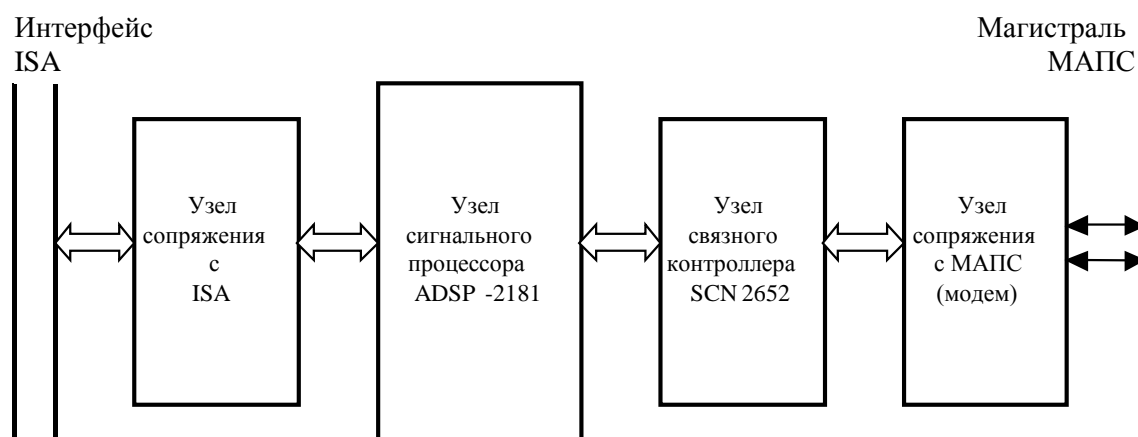 Интерфейс
ISA
Магистраль
МАПС
Узел
сопряжения
с
ISA
Узел
сигнального
процессора
ADSP -2181
Узел
связного
контроллера
SCN 2652
Узел
сопряжения
с МАПС
(модем)